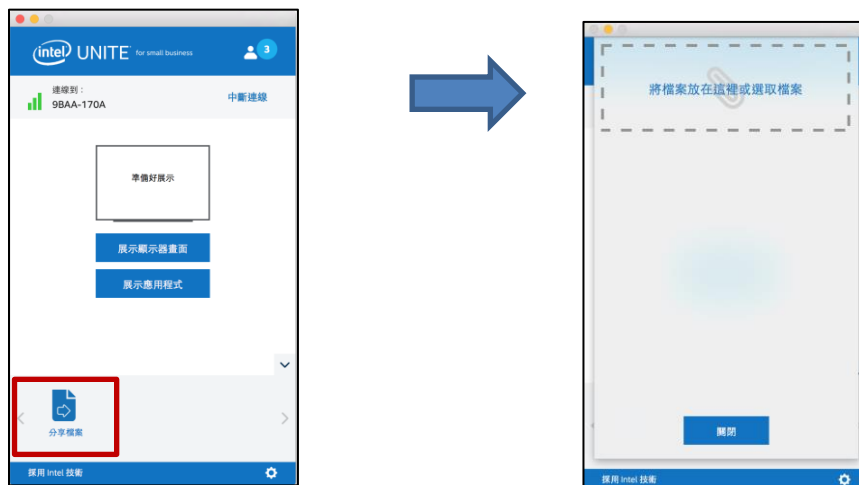 intel UNITE for small business
3
連線到：
9BAA-170A
中斷連線
準備好展示
展示顯示器畫面
展示應用程式
分享檔案
採用 Intel 技術
將檔案放在這裡或選取檔案
關閉
採用 Intel 技術